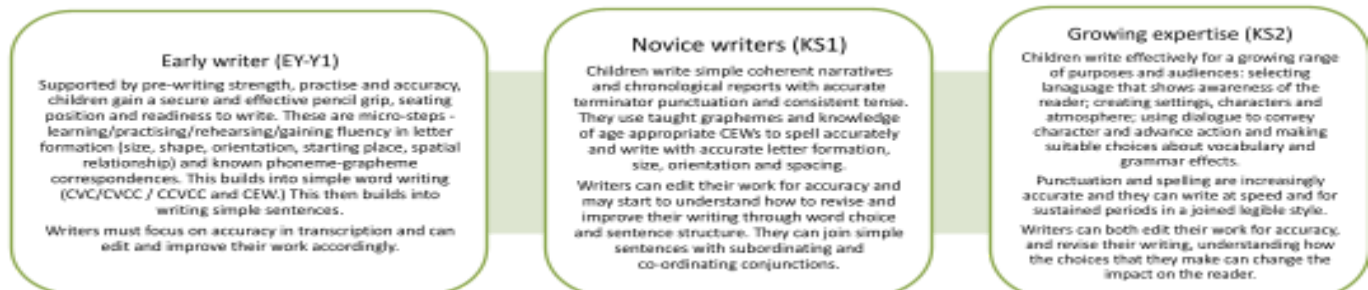 Early writer (EY-Y1)
Supported by pre-writing strength, practise and accuracy,
children gain a secure and effective pencil grip, seating
position and readiness to write. These are micro-steps -
learning/practising/rehearsing/gaining fluency in letter
formation (size, shape, orientation, starting place, spatial
relationship) and known phoneme-grapheme
correspondences. This builds into simple word writing
(CVC/CVCC / CCVCC and CEW.) This then builds into
writing simple sentences.
Writers must focus on accuracy in transcription and can
edit and improve their work accordingly.
Novice writers (KS1)
Children write simple coherent narratives
and chronological reports with accurate
terminator punctuation and consistent tense.
They use taught graphemes and knowledge
of age appropriate CEWs to spell accurately
and write with accurate letter formation,
size, orientation and spacing.
Writers can edit their work for accuracy and
may start to understand how to revise and
improve their writing through word choice
and sentence structure. They can join simple
sentences with subordinating and
co-ordinating conjunctions.
Growing expertise (KS2)
Children write effectively for a growing range
of purposes and audiences: selecting
lanaguage that shows awareness of the
reader; creating settings, characters and
atmosphere; using dialogue to convey
character and advance action and making
suitable choices about vocabulary and
grammar effects.
Punctuation and spelling are increasingly
accurate and they can write at speed and for
sustained periods in a joined legible style.
Writers can both edit their work for accuracy,
and revise their writing, understanding how
the choices that they make can change the
impact on the reader.